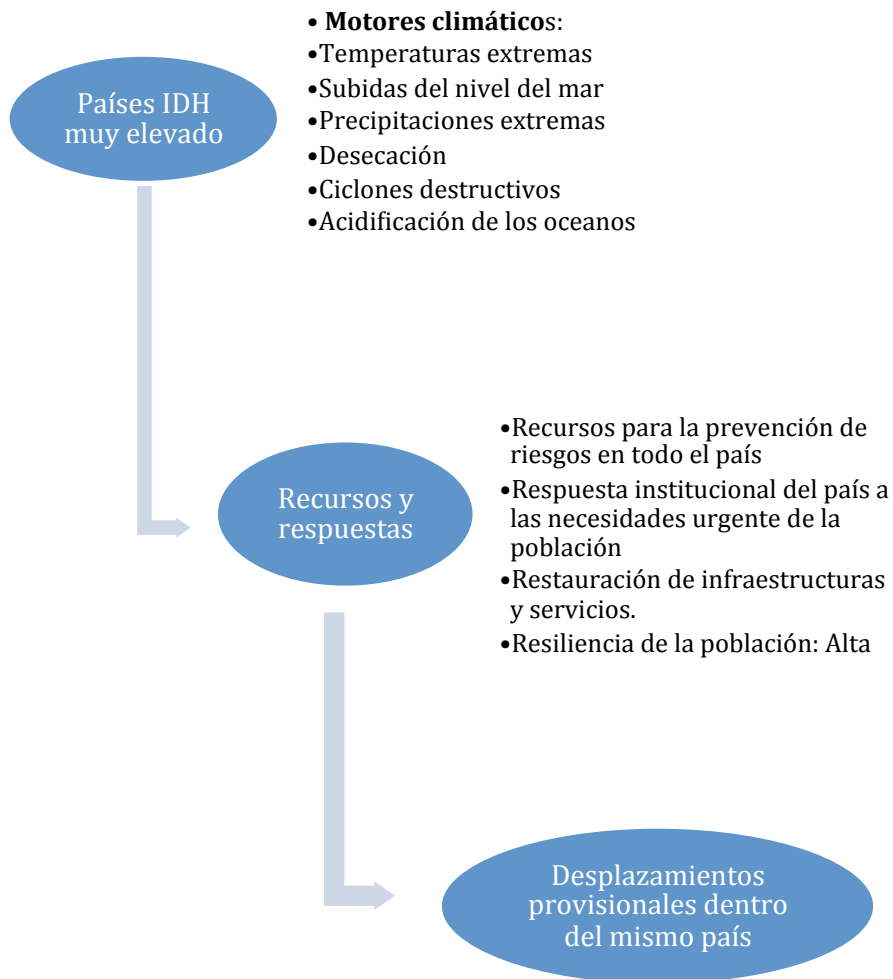 • Motores climáticos:
•Temperaturas extremas
•Subidas del nivel del mar
•Precipitaciones extremas
•Desecación
•Ciclones destructivos
•Acidificación de los oceanos
Países IDH
muy elevado
•Recursos para la prevención de
riesgos en todo el país
•Respuesta institucional del país a
las necesidades urgente de la
población
•Restauración de infraestructuras
y servicios.
•Resiliencia de la población: Alta
Recursos y
respuestas
Desplazamientos
provisionales dentro
del mismo país